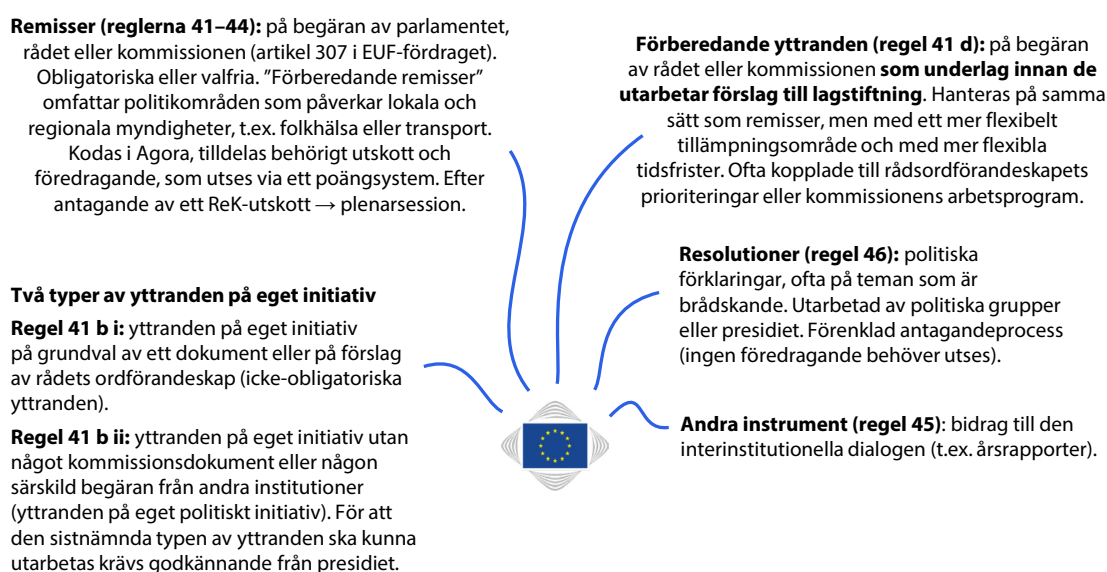 Remisser (reglerna 41–44): på begäran av parlamentet,
rådet eller kommissionen (artikel 307 i EUF-fördraget).
Obligatoriska eller valfria. ”Förberedande remisser”
omfattar politikområden som påverkar lokala och
regionala myndigheter, t.ex. folkhälsa eller transport.
Kodas i Agora, tilldelas behörigt utskott och
föredragande, som utses via ett poängsystem. Efter
antagande av ett ReK-utskott → plenarsession.
Förberedande yttranden (regel 41 d): på begäran
av rådet eller kommissionen som underlag innan de
utarbetar förslag till lagstiftning. Hanteras på samma
sätt som remisser, men med ett mer flexibelt
tillämpningsområde och med mer flexibla
tidsfrister. Ofta kopplade till rådsordförandeskapets
prioriteringar eller kommissionens arbetsprogram.
Resolutioner (regel 46): politiska
förklaringar, ofta på teman som är
brådskande. Utarbetad av politiska grupper
eller presidiet. Förenklad antagandeprocess
(ingen föredragande behöver utses).
Två typer av yttranden på eget initiativ
Regel 41 b i: yttranden på eget initiativ
på grundval av ett dokument eller på förslag
av rådets ordförandeskap (icke-obligatoriska
yttranden).
Regel 41 b ii: yttranden på eget initiativ utan
något kommissionsdokument eller någon
särskild begäran från andra institutioner
(yttranden på eget politiskt initiativ). För att
den sistnämnda typen av yttranden ska kunna
utarbetas krävs godkännande från presidiet.
Andra instrument (regel 45): bidrag till den
interinstitutionella dialogen (t.ex. årsrapporter).